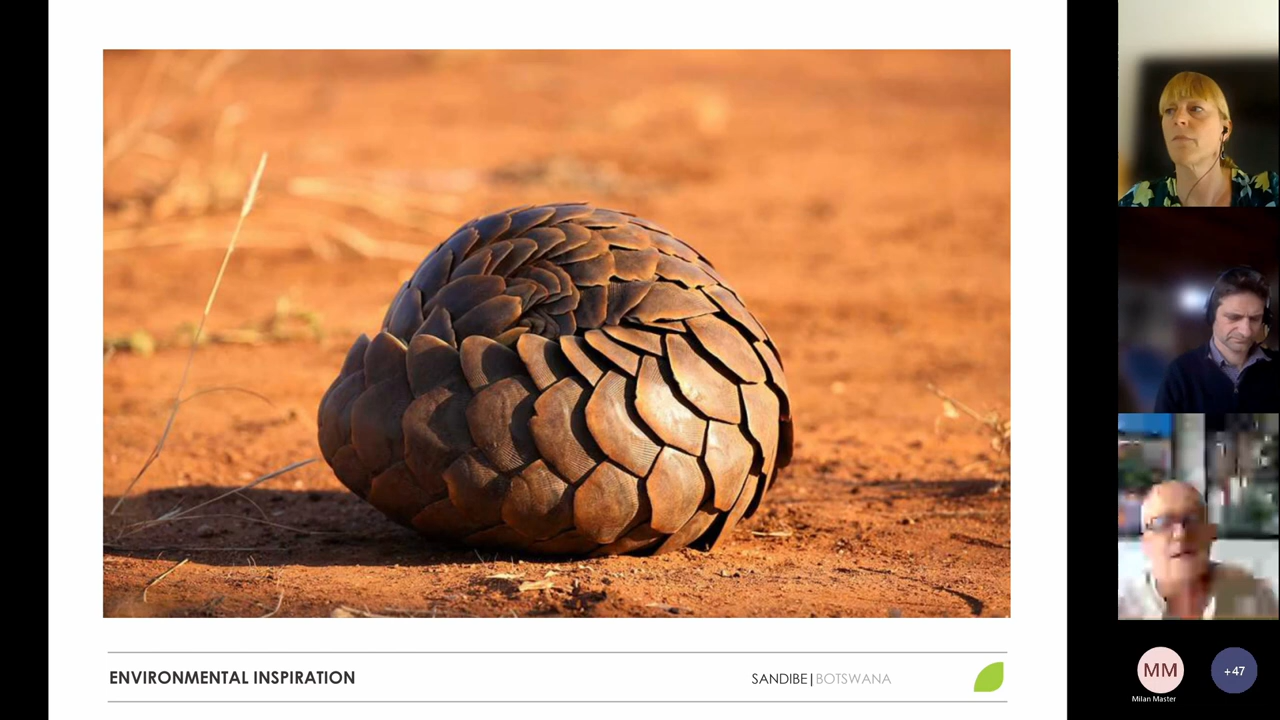 ENVIRONMENTAL INSPIRATION
SANDIBE|BOTSWANA
MM
+47
Milan Master